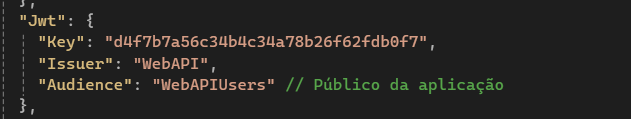 },
"Jwt": {
"Key": "d4f7b7a56c34b4c34a78b26f62fdb0f7",
"Issuer": "WebAPI",
"Audience": "WebAPIUsers" // Público da aplicação
},